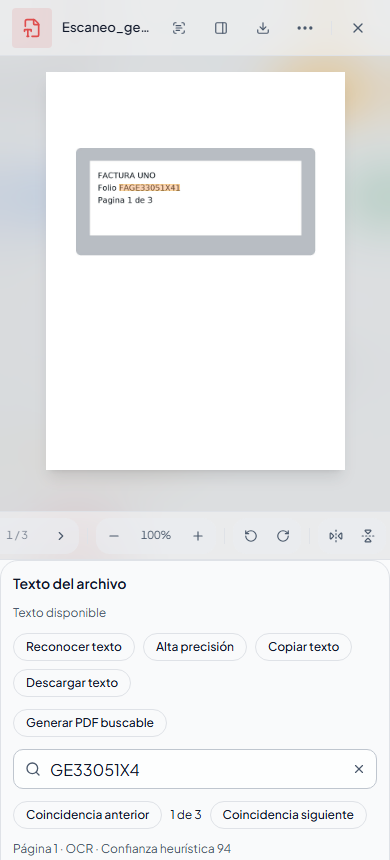 Escaneo_ge...
FACTURA UNO
Folio FAGE33051X41
Pagina 1 de 3
1 / 3
100%
Texto del archivo
Texto disponible
Reconocer texto
Alta precisión
Copiar texto
Descargar texto
Generar PDF buscable
GE33051X4
Coincidencia anterior
1 de 3
Coincidencia siguiente
Página 1 · OCR · Confianza heurística 94